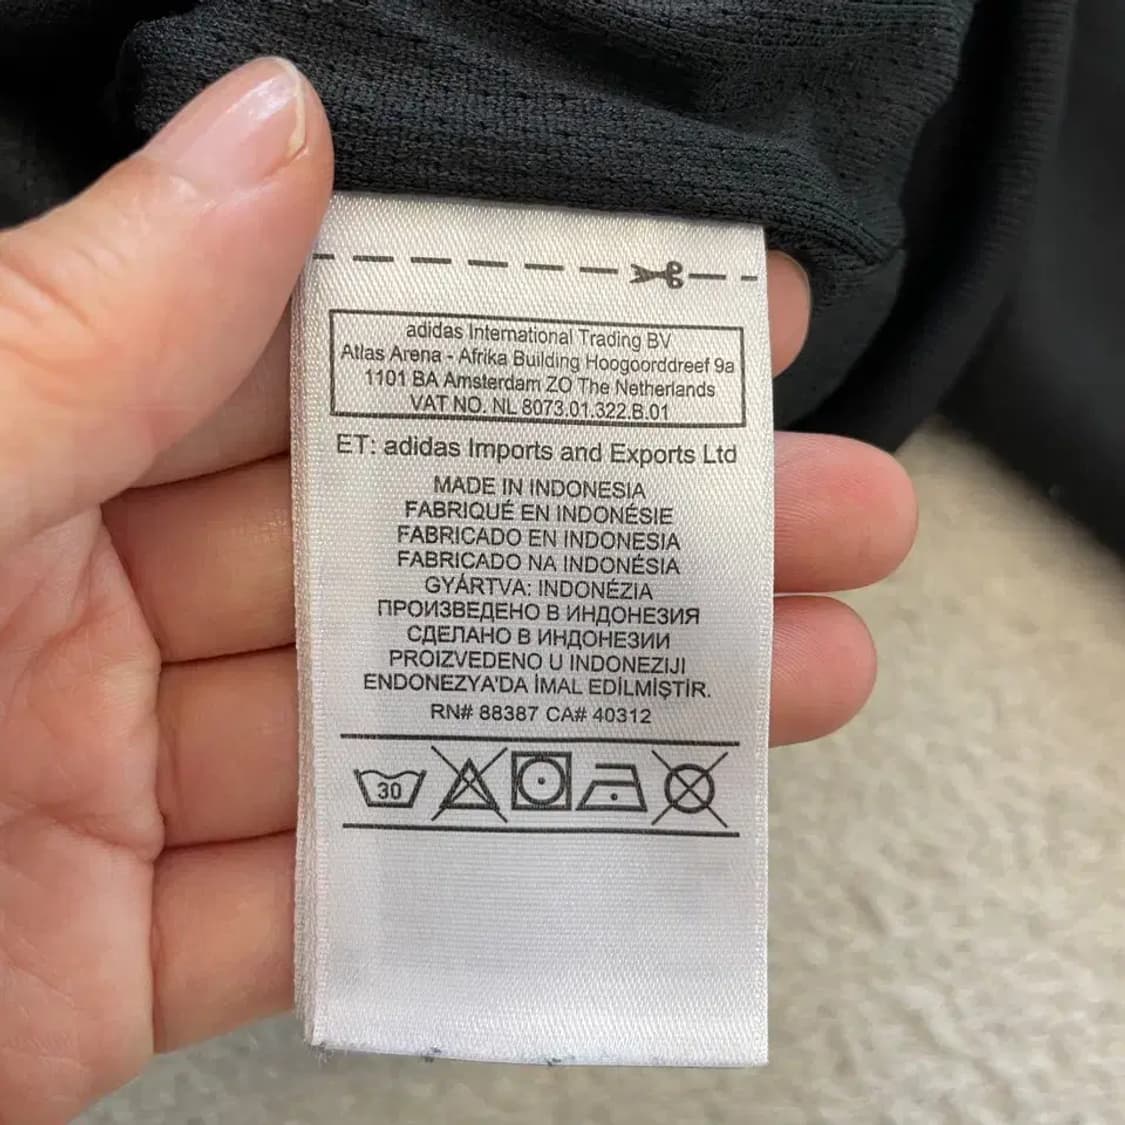 adidas International Trading BV
Atlas Arena - Afrika Building Hoogoorddreef 9a
1101 BA Amsterdam ZO The Netherlands
VAT NO. NL 8073.01.322.B.01
ET: adidas Imports and Exports Ltd
MADE IN INDONESIA
FABRIQUÉ EN INDONÉSIE
FABRICADO EN INDONESIA
FABRICADO NA INDONÉSIA
GYÁRTVA: INDONÉZIA
ПРОИЗВЕДЕНО В ИНДОНЕЗИЯ
СДЕЛАНО В ИНДОНЕЗИИ
PROIZVEDENO U INDONEZIJI
ENDONEZYA'DA İMAL EDİLMİŞTİR.
RN# 88387 CA# 40312
30